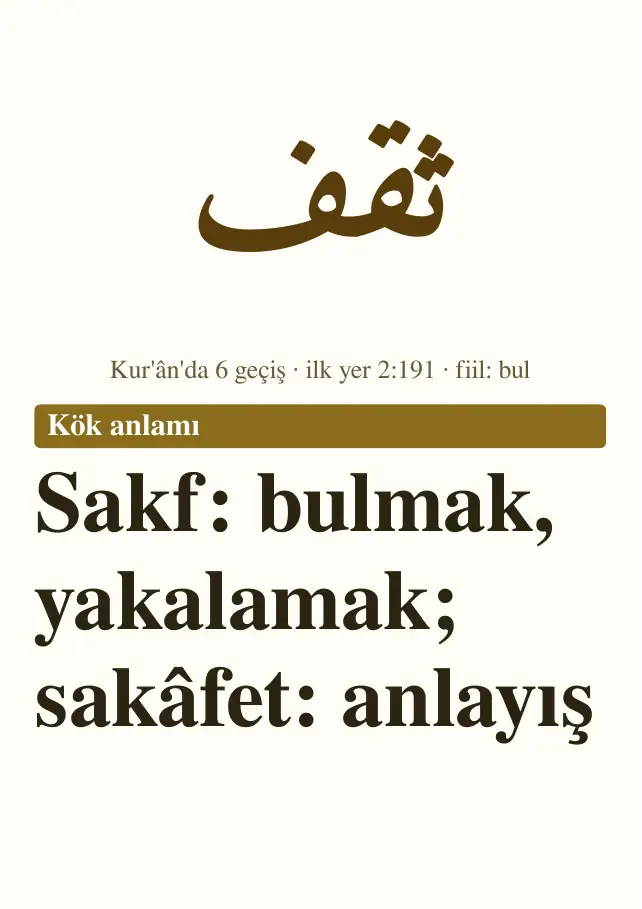 ثقف
Kur'ân'da 6 geçiş · ilk yer 2:191 · fiil: bul
Kök anlamı
Sakf: bulmak,
yakalamak;
sakâfet: anlayış